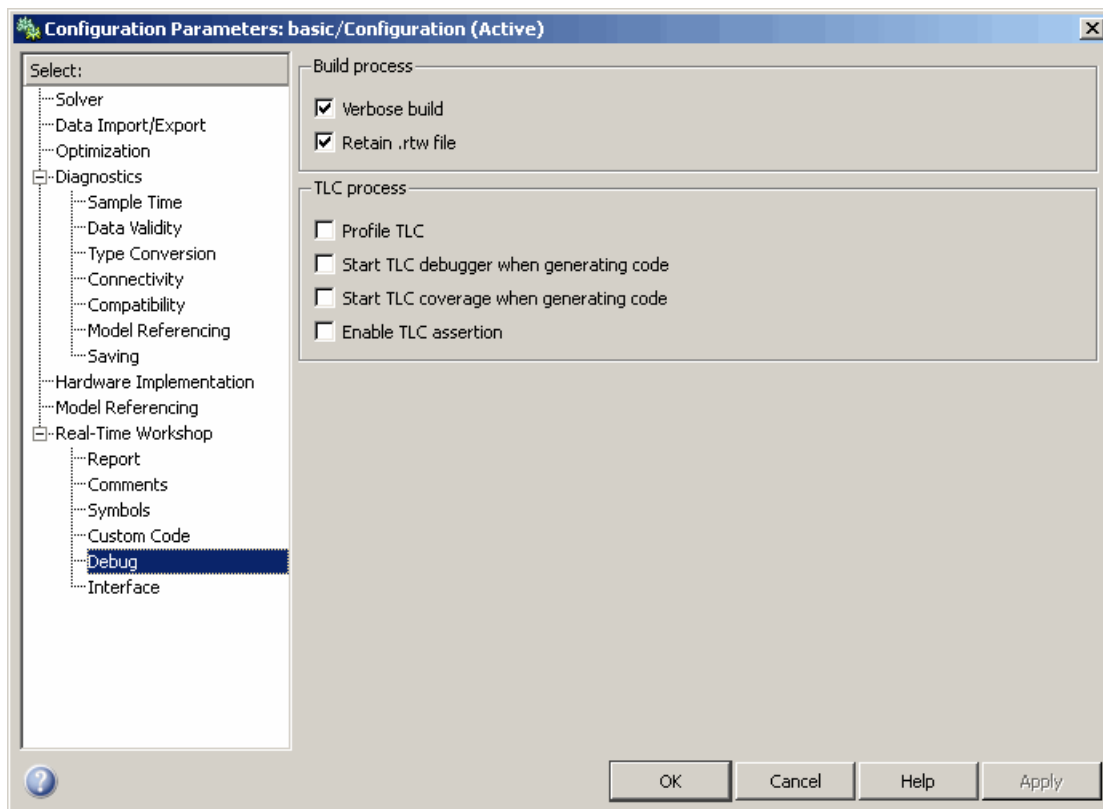 Configuration Parameters: basic/Configuration (Active)
Select:
Solver
Data Import/Export
Optimization
Diagnostics
Sample Time
Data Validity
Type Conversion
Connectivity
Compatibility
Model Referencing
Saving
Hardware Implementation
Model Referencing
Real-Time Workshop
Report
Comments
Symbols
Custom Code
Debug
Interface
Build process
Verbose build
Retain .rtw file
TLC process
Profile TLC
Start TLC debugger when generating code
Start TLC coverage when generating code
Enable TLC assertion
OK
Cancel
Help
Apply